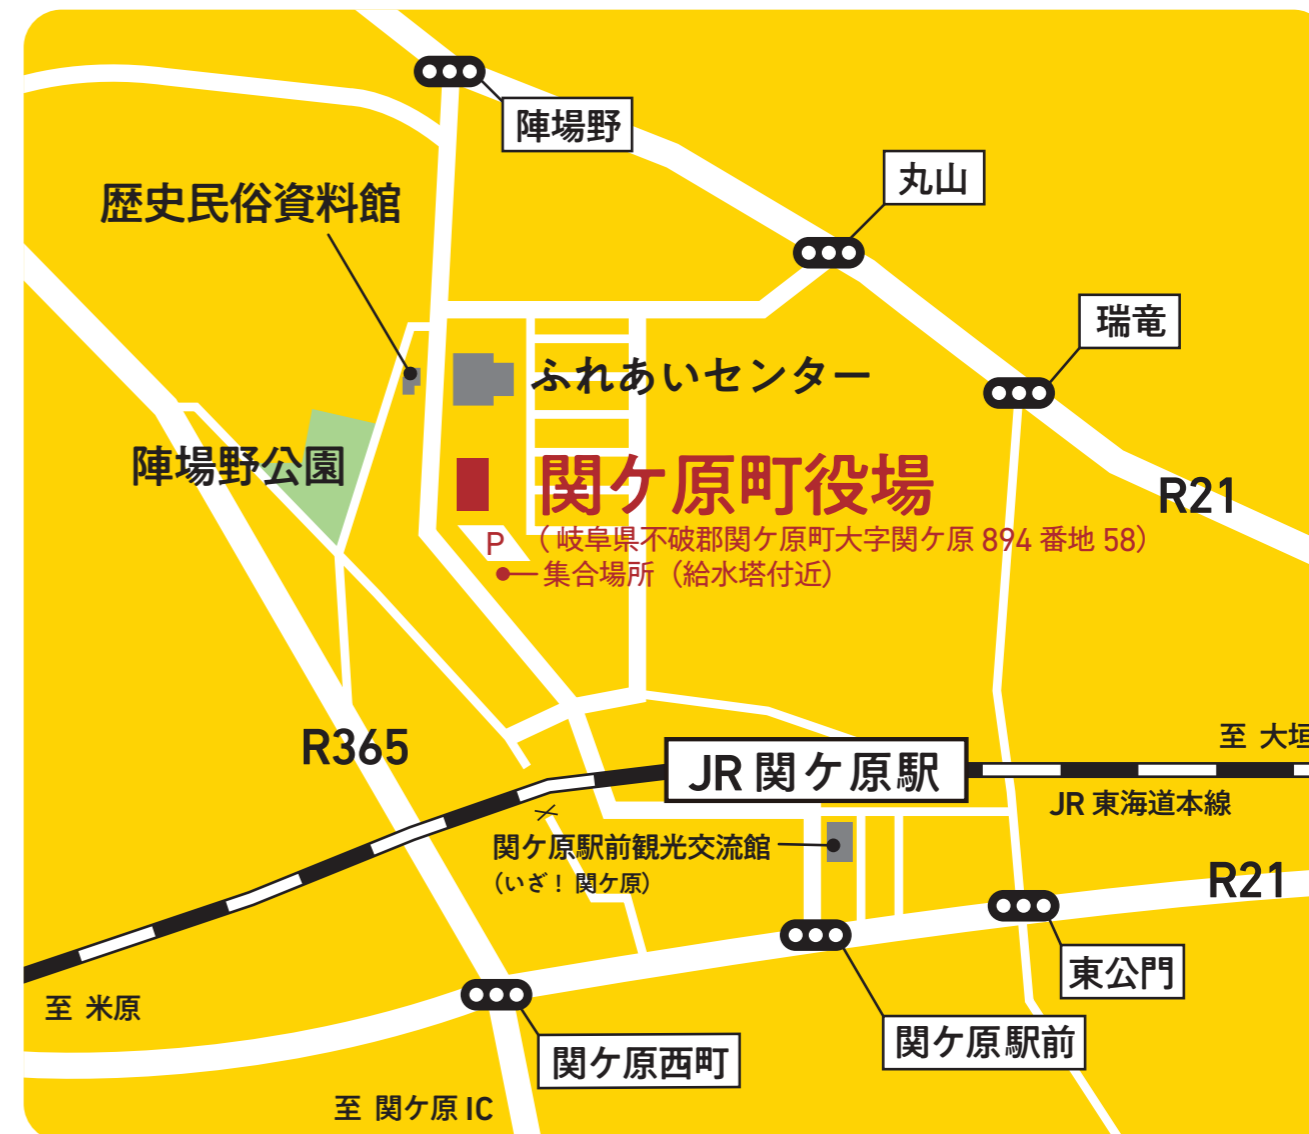 陣場野
丸山
歴史民俗資料館
瑞竜
ふれあいセンター
陣場野公園
関ケ原町役場
R21
P
（岐阜県不破郡関ケ原町大字関ケ原 894 番地 58）
集合場所（給水塔付近）
R365
至 大垣
JR 関ケ原駅
JR 東海道本線
関ケ原駅前観光交流館
（いざ！ 関ケ原）
R21
東公門
至 米原
関ケ原駅前
関ケ原西町
至 関ケ原 IC